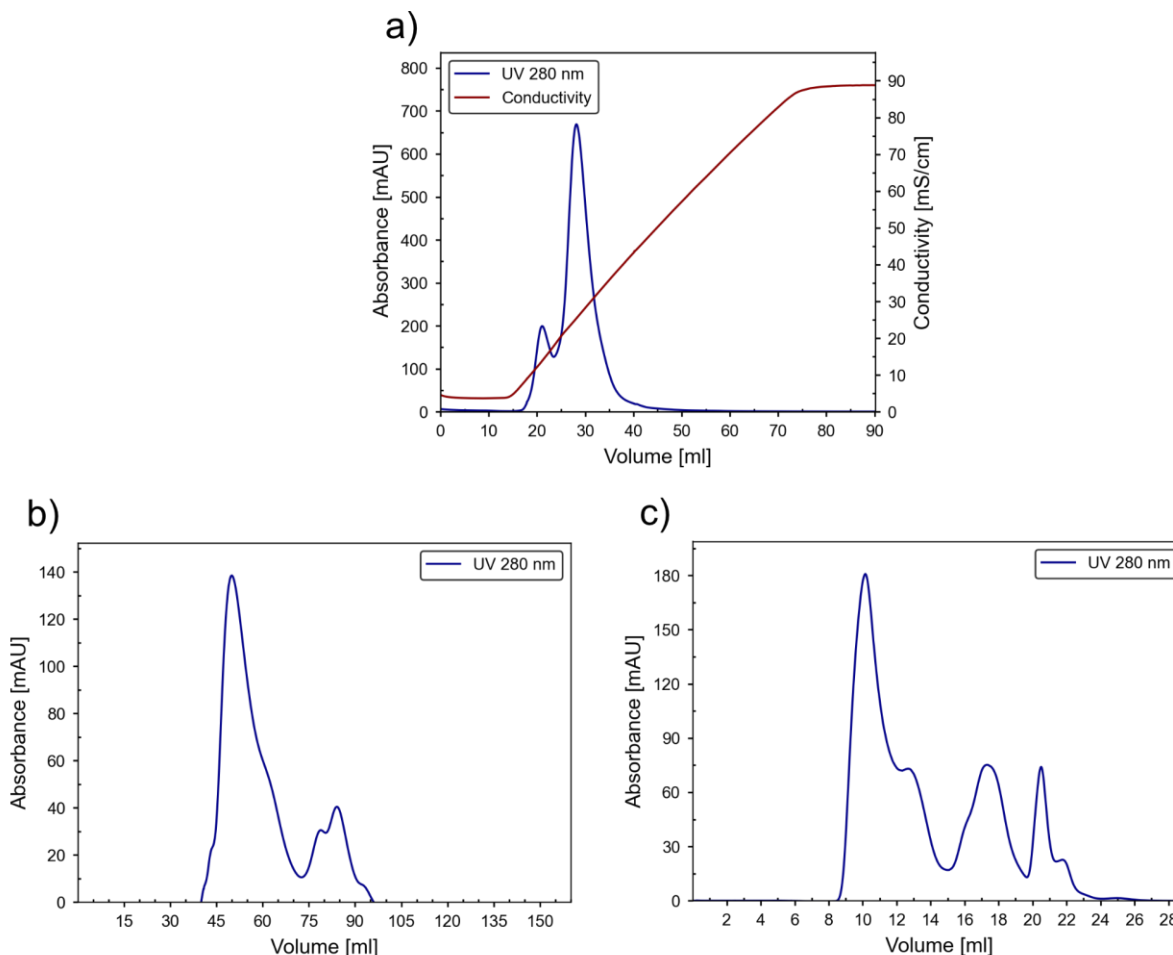 a)
UV 280 nm
Conductivity
800
700
600
500
400
300
200
100
0
Absorbance [mAU]
90
80
70
60
50
40
30
20
10
0
Conductivity [mS/cm]
0 10 20 30 40 50 60 70 80 90
Volume [ml]
b)
UV 280 nm
140
120
100
80
60
40
20
0
Absorbance [mAU]
15 30 45 60 75 90 105 120 135 150
Volume [ml]
c)
UV 280 nm
180
150
120
90
60
30
0
Absorbance [mAU]
2 4 6 8 10 12 14 16 18 20 22 24 26 28
Volume [ml]